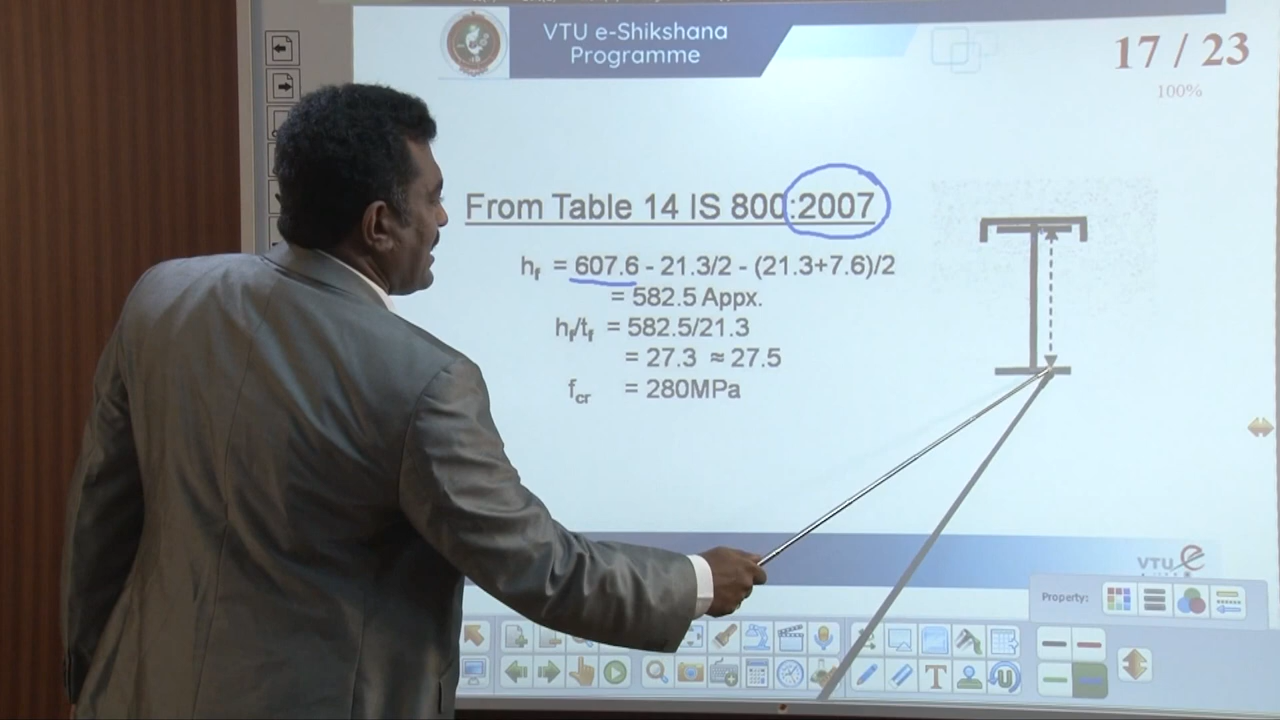 VTU e-Shikshana
Programme
17 / 23
100%
From Table 14 IS 800:2007
hf = 607.6 - 21.3/2 - (21.3+7.6)/2
= 582.5 Appx.
hf/tf = 582.5/21.3
= 27.3 ≈ 27.5
fcr = 280MPa
VTU e
Property:
T